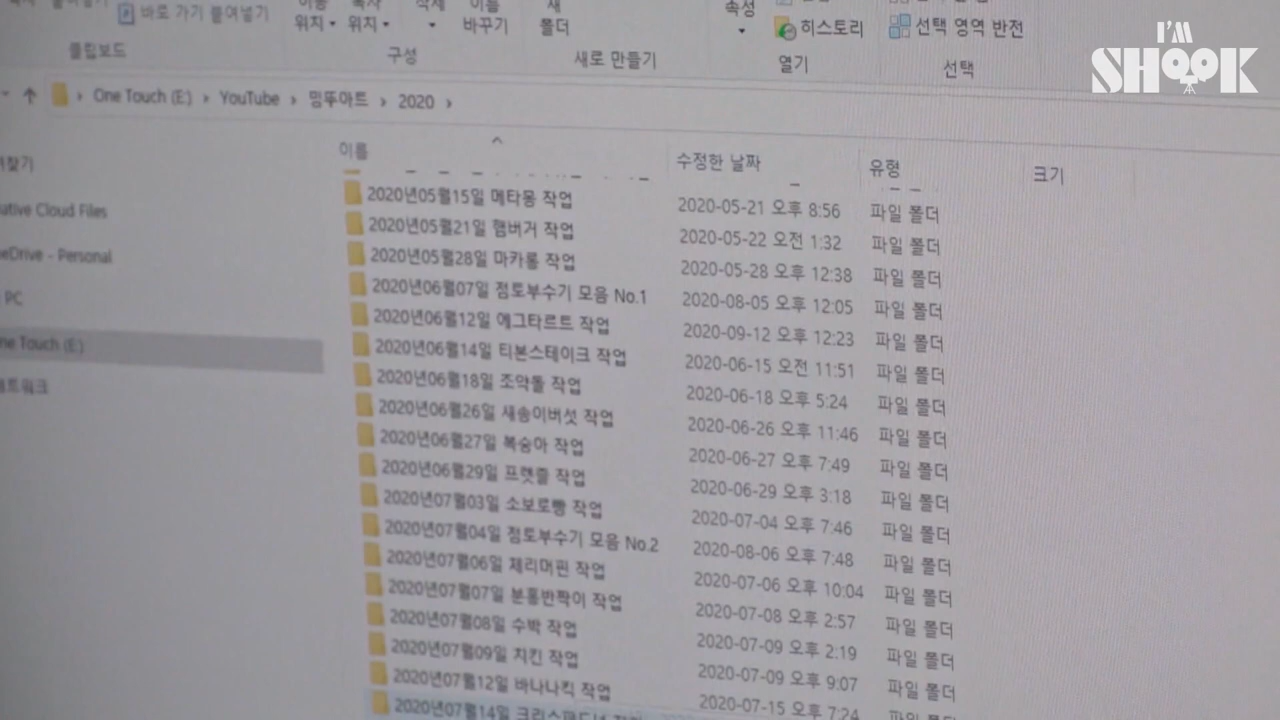 I'M
SHOOK
바로 가기 붙여넣기
위치 위치 바꾸기 폴더
속성
히스토리
선택 영역 반전
클립보드 구성 새로 만들기 열기 선택
One Touch (E:) › YouTube › 밍뚜아트 › 2020 ›
이름 수정한 날짜 유형 크기
2020년05월15일 메타몽 작업 2020-05-21 오후 8:56 파일 폴더
2020년05월21일 햄버거 작업 2020-05-22 오전 1:32 파일 폴더
2020년05월28일 마카롱 작업 2020-05-28 오후 12:38 파일 폴더
2020년06월07일 점토부수기 모음 No.1 2020-08-05 오후 12:05 파일 폴더
2020년06월12일 에그타르트 작업 2020-09-12 오후 12:23 파일 폴더
2020년06월14일 티본스테이크 작업 2020-06-15 오전 11:51 파일 폴더
2020년06월18일 조약돌 작업 2020-06-18 오후 5:24 파일 폴더
2020년06월26일 새송이버섯 작업 2020-06-26 오후 11:46 파일 폴더
2020년06월27일 복숭아 작업 2020-06-27 오후 7:49 파일 폴더
2020년06월29일 프렛즐 작업 2020-06-29 오후 3:18 파일 폴더
2020년07월03일 소보로빵 작업 2020-07-04 오후 7:46 파일 폴더
2020년07월04일 점토부수기 모음 No.2 2020-08-06 오후 7:48 파일 폴더
2020년07월06일 체리머핀 작업 2020-07-06 오후 10:04 파일 폴더
2020년07월07일 분홍반짝이 작업 2020-07-08 오후 2:57 파일 폴더
2020년07월08일 수박 작업 2020-07-09 오후 2:19 파일 폴더
2020년07월09일 치킨 작업 2020-07-09 오후 9:07 파일 폴더
2020년07월12일 바나나킥 작업 2020-07-15 오후 7:24 파일 폴더
2020년07월14일
Cloud Files
- Personal
PC
Touch (E:)